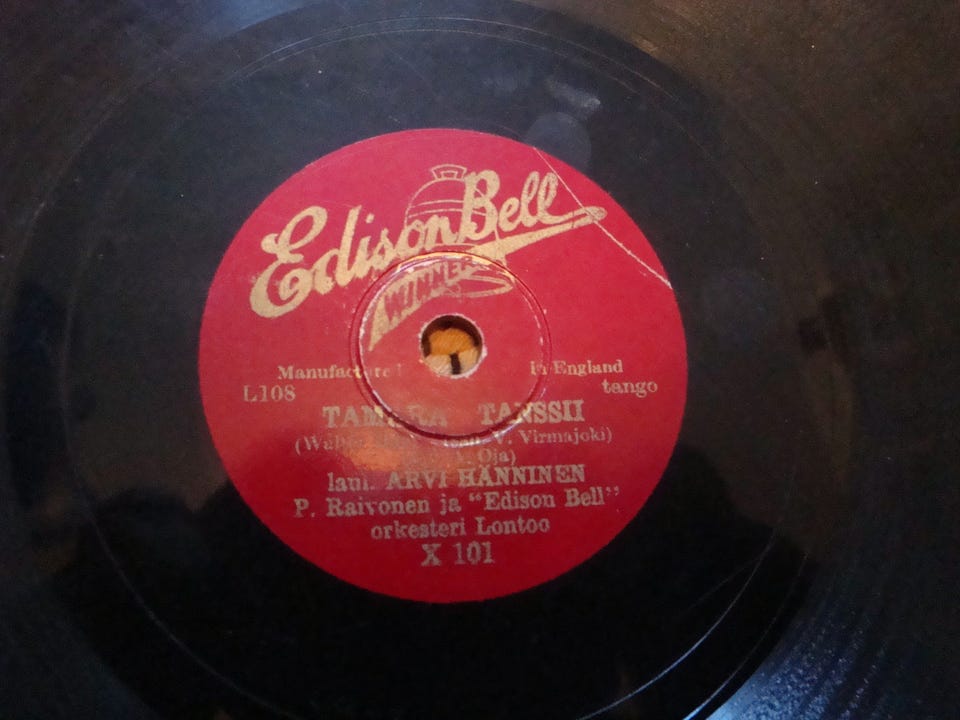 Edison Bell
WINNER
Manufactured In England
L108 tango
TAMARA TANSSII
V. Virmajoki)
Oja)
laul. ARVI HÄNNINEN
P. Raivonen ja "Edison Bell"
orkesteri Lontoo
X 101